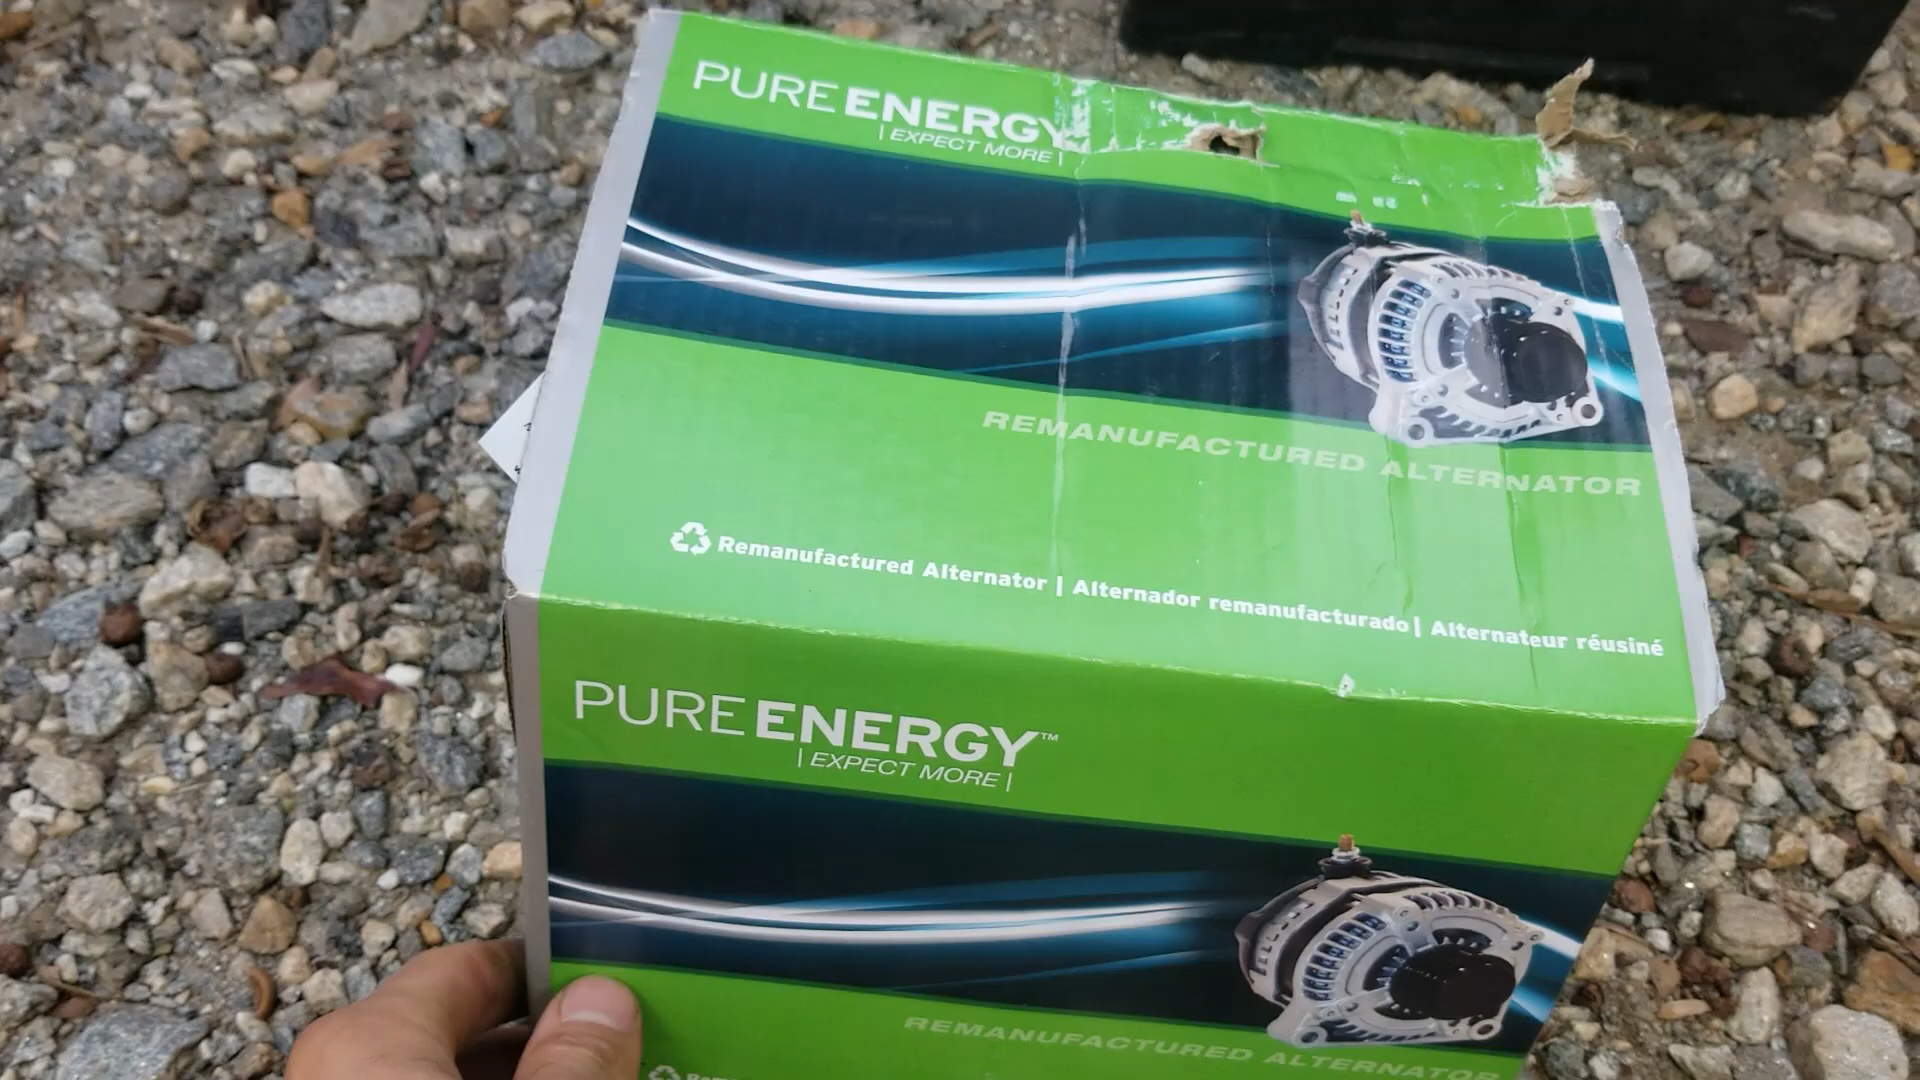 PURE ENERGY
| EXPECT MORE |
REMANUFACTURED ALTERNATOR
Remanufactured Alternator | Alternador remanufacturado | Alternateur réusiné
PURE ENERGY™
| EXPECT MORE |
REMANUFACTURED ALTERNATOR